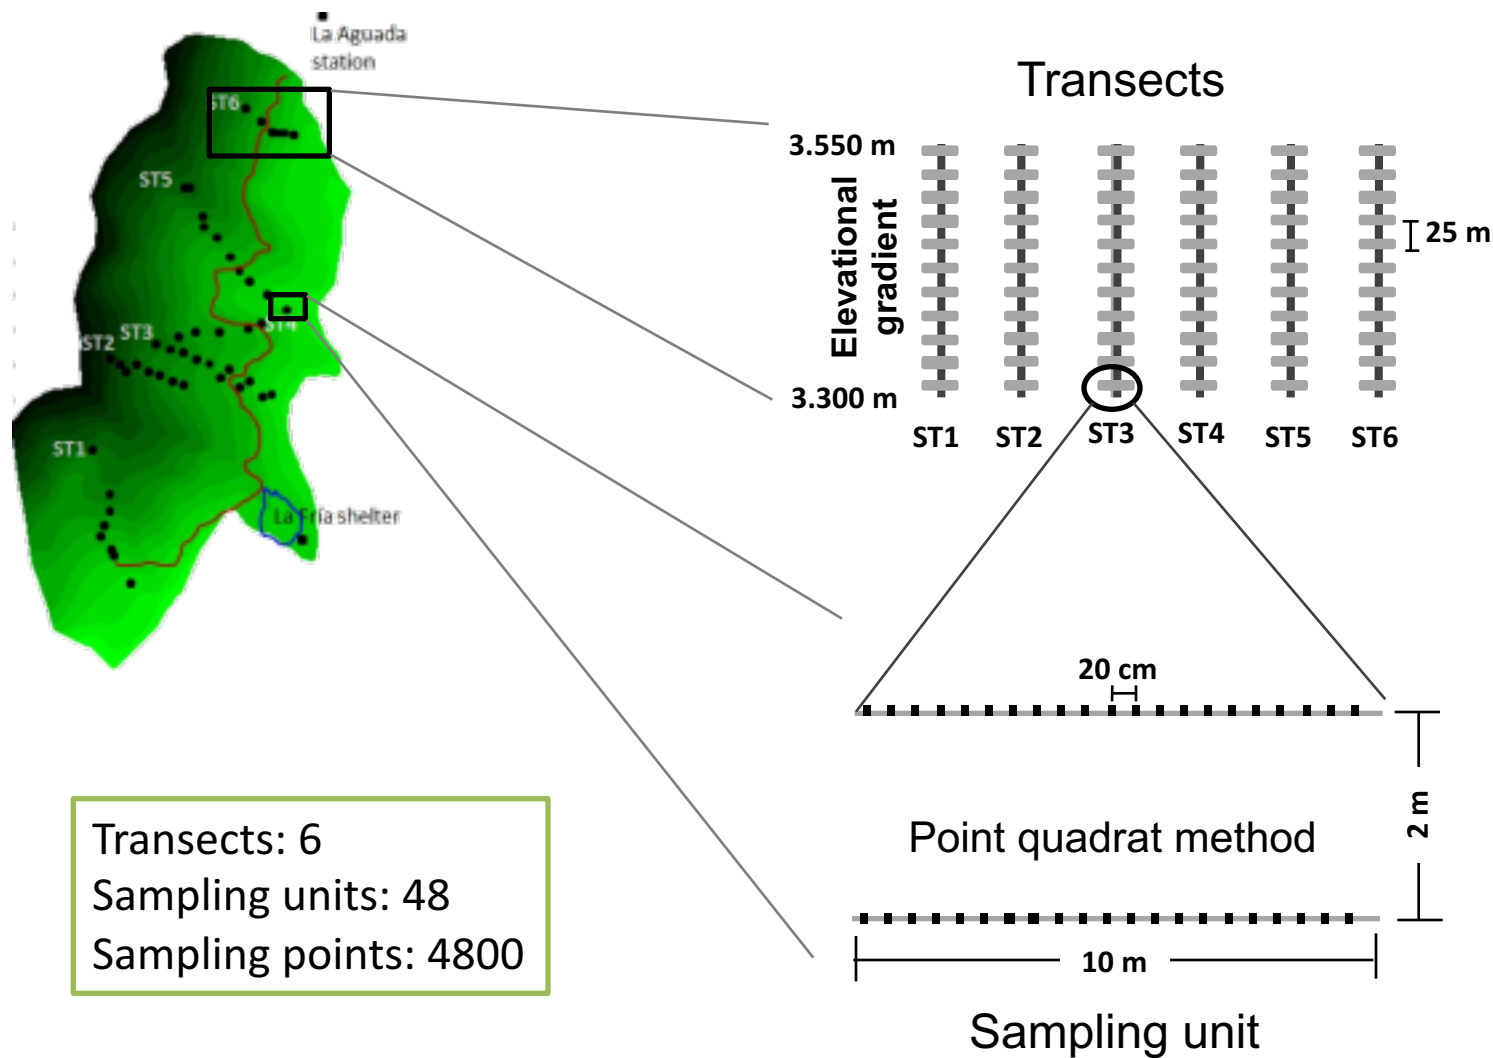 La Aguada
station
ST6
ST5
ST4
ST3
ST2
ST1
La Fría shelter
Transects
3.550 m
Elevational
gradient
3.300 m
25 m
ST1 ST2 ST3 ST4 ST5 ST6
20 cm
2 m
Point quadrat method
10 m
Sampling unit
Transects: 6
Sampling units: 48
Sampling points: 4800